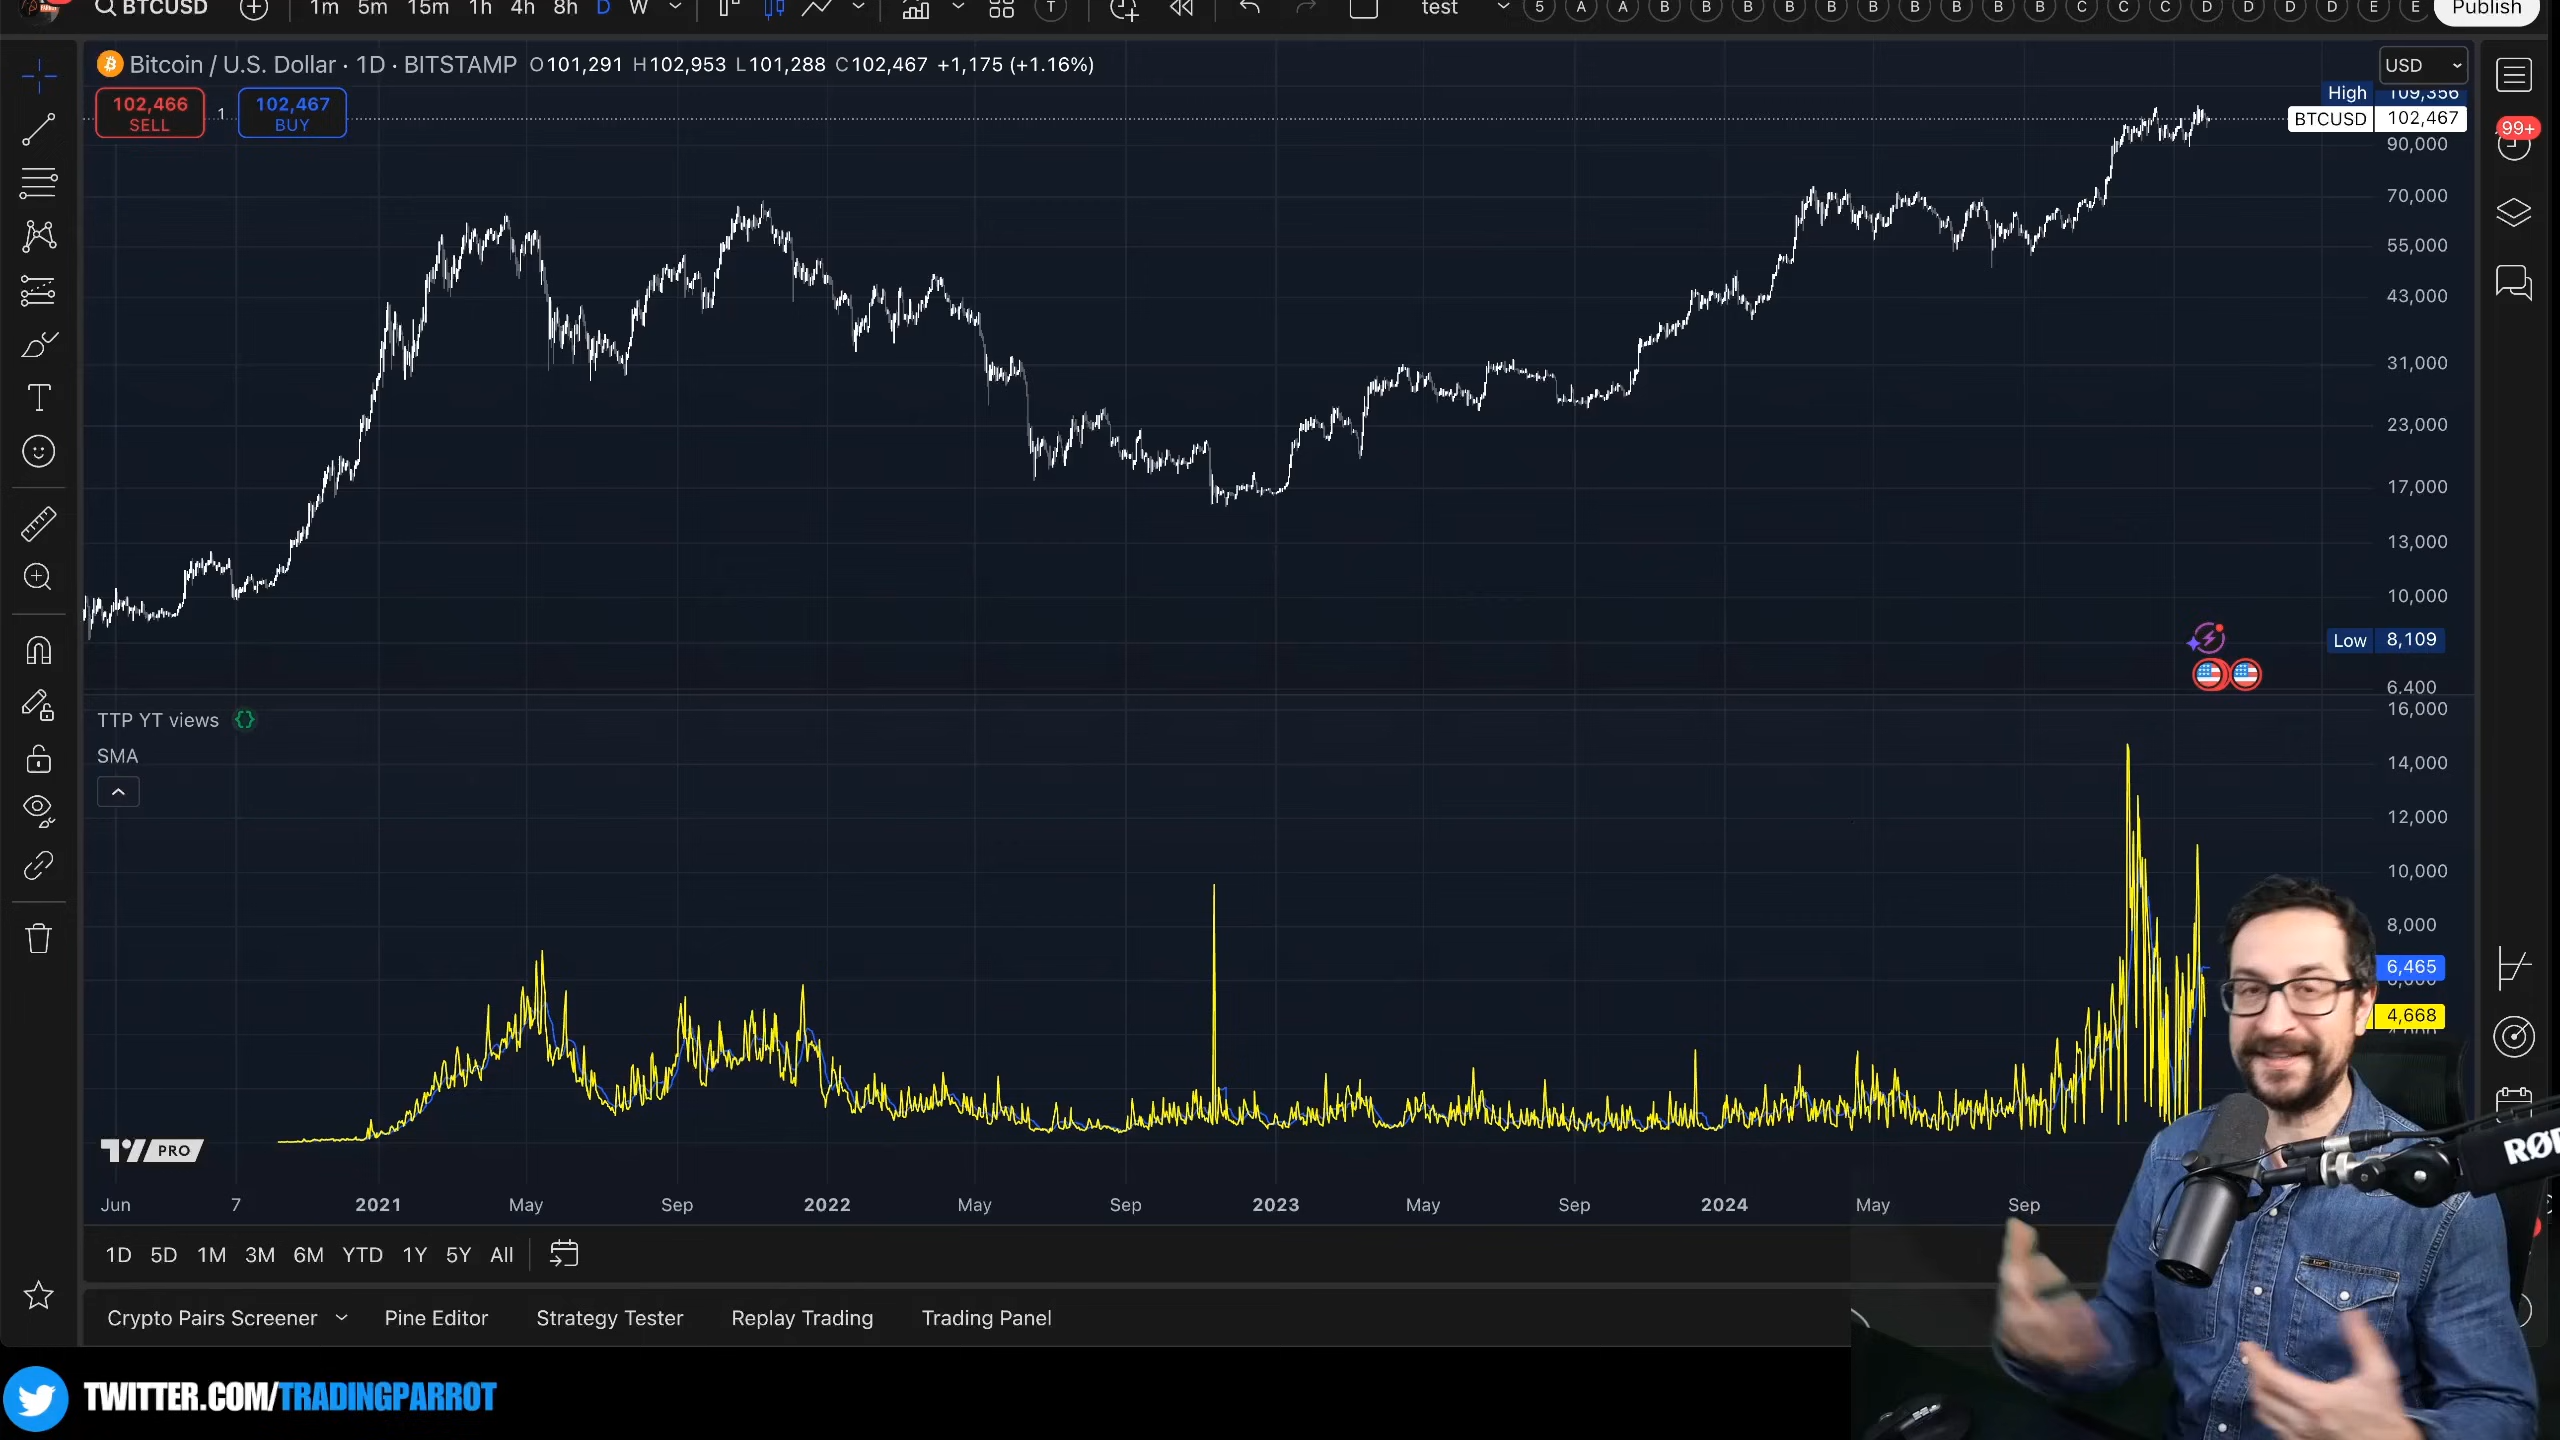 BTCUSD 1m 5m 15m 1h 4h 8h D W T test 5 A A B B B B B B B B B B C C C D D D D E E Publish
Bitcoin / U.S. Dollar · 1D · BITSTAMP O101,291 H102,953 L101,288 C102,467 +1,175 (+1.16%)
USD
102,466
SELL
1
102,467
BUY
High 109,356
BTCUSD 102,467
99+
90,000
70,000
55,000
43,000
31,000
23,000
17,000
13,000
10,000
Low 8,109
6,400
TTP YT views {}
SMA
16,000
14,000
12,000
10,000
8,000
6,465
4,668
PRO
Jun 7 2021 May Sep 2022 May Sep 2023 May Sep 2024 May Sep
1D 5D 1M 3M 6M YTD 1Y 5Y All
Crypto Pairs Screener Pine Editor Strategy Tester Replay Trading Trading Panel
TWITTER.COM/TRADINGPARROT